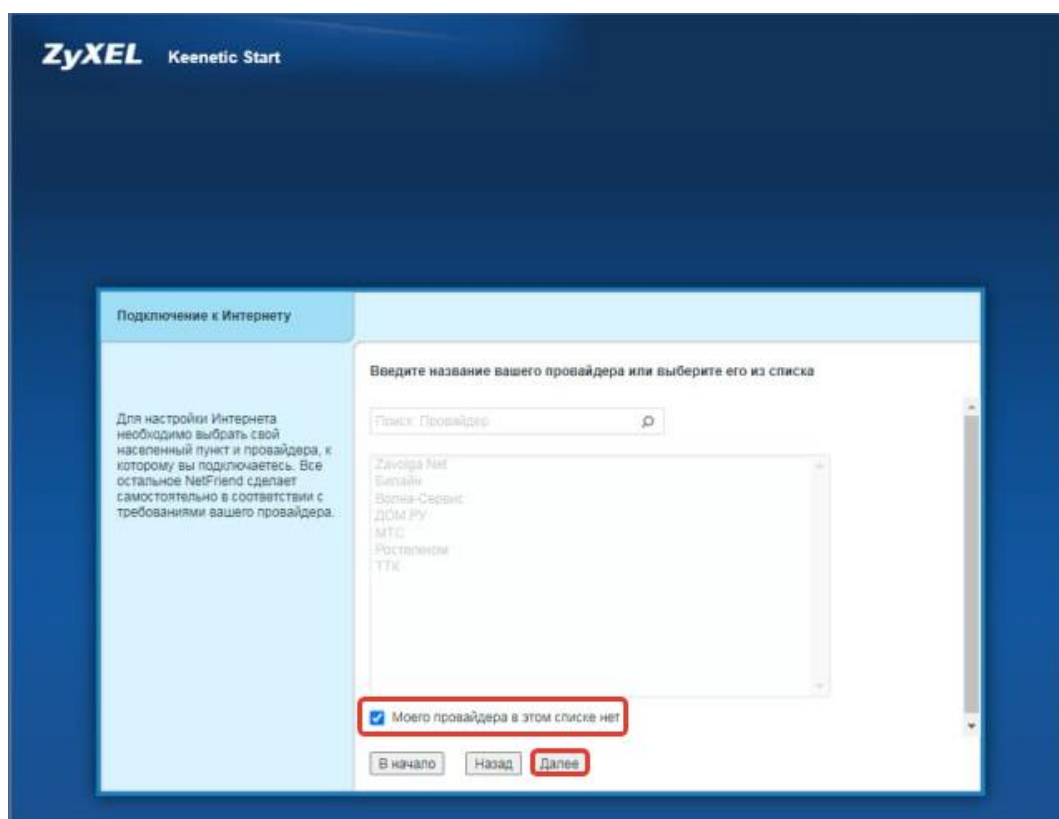 ZyXEL Keenetic Start
Подключение к Интернету
Введите название вашего провайдера или выберите его из списка
Для настройки Интернета
необходимо выбрать свой
населенный пункт и провайдера, к
которому вы подключаетесь. Все
остальное NetFriend сделает
самостоятельно в соответствии с
требованиями вашего провайдера.
Поиск: Провайдер
Zavolga Net
Билайн
Волна-Сервис
ДОМ.РУ
МТС
Ростелеком
ТТК
Моего провайдера в этом списке нет
В начало Назад Далее